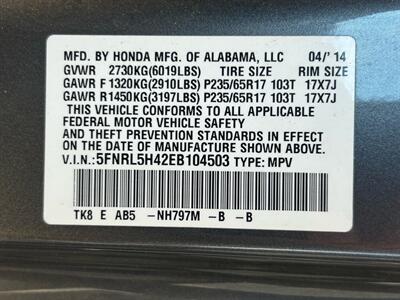 MFD. BY HONDA MFG. OF ALABAMA, LLC 04/'14
GVWR 2730KG(6019LBS) TIRE SIZE RIM SIZE
GAWR F 1320KG(2910LBS) P235/65R17 103T 17X7J
GAWR R1450KG(3197LBS) P235/65R17 103T 17X7J
THIS VEHICLE CONFORMS TO ALL APPLICABLE
FEDERAL MOTOR VEHICLE SAFETY
AND THEFT PREVENTION STANDARDS IN EFFECT ON THE
DATE OF MANUFACTURE SHOWN ABOVE.
V.I.N.: 5FNRL5H42EB104503 TYPE: MPV
TK8 E AB5 -NH797M -B -B